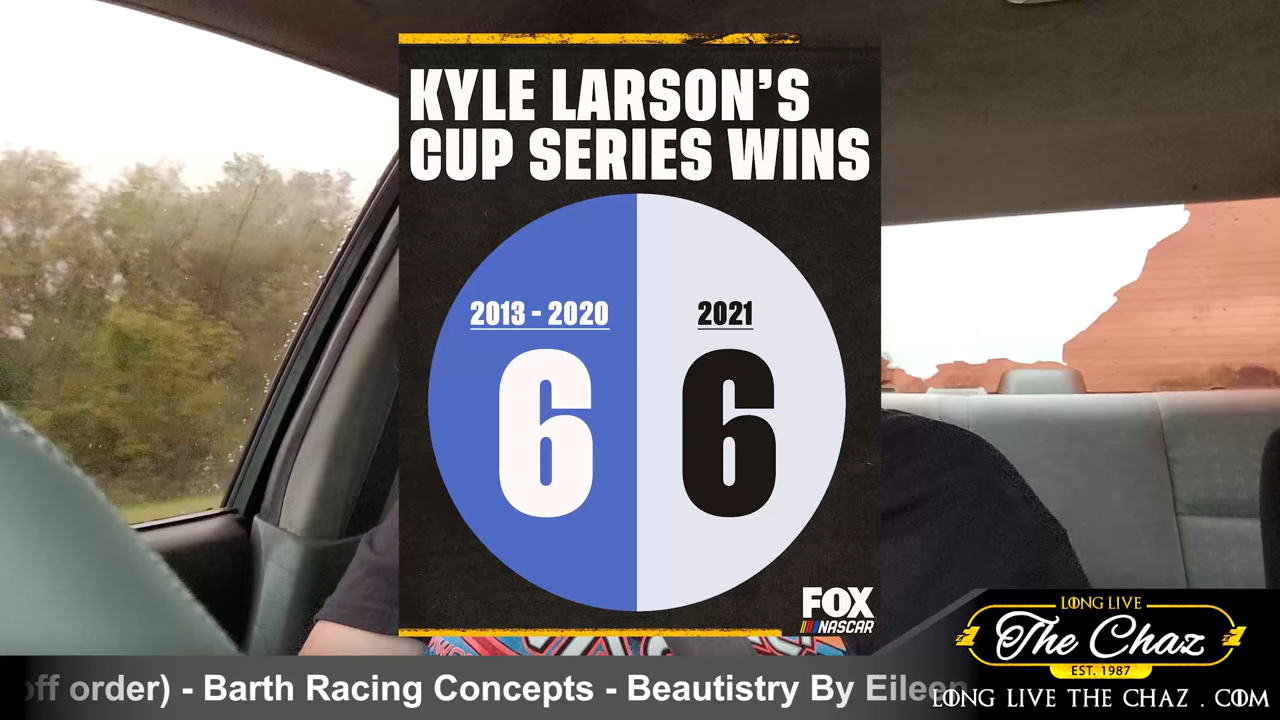 KYLE LARSON'S
CUP SERIES WINS
2013 - 2020
2021
6
6
FOX
NASCAR
LONG LIVE
The Chaz
EST. 1987
off order) - Barth Racing Concepts - Beautistry By Eileen
LONG LIVE THE CHAZ . COM